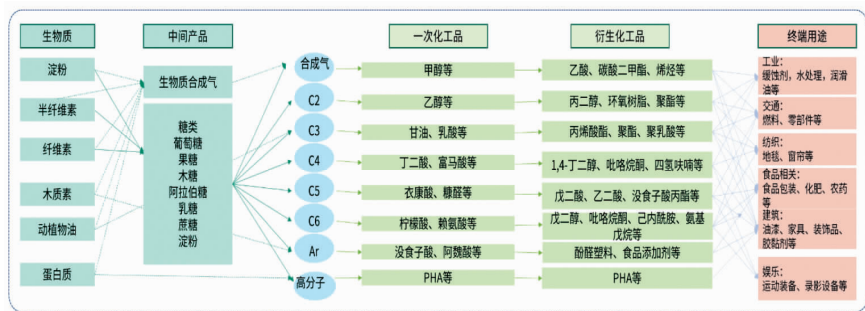 生物质
中间产品
一次化工品
衍生化工品
终端用途
淀粉
半纤维素
纤维素
木质素
动植物油
蛋白质
生物质合成气
糖类
葡萄糖
果糖
木糖
阿拉伯糖
乳糖
蔗糖
淀粉
合成气
C2
C3
C4
C5
C6
Ar
高分子
甲醇等
乙醇等
甘油、乳酸等
丁二酸、富马酸等
衣康酸、糠醛等
柠檬酸、赖氨酸等
没食子酸、阿魏酸等
PHA等
乙酸、碳酸二甲酯、烯烃等
丙二醇、环氧树脂、聚酯等
丙烯酸酯、聚酯、聚乳酸等
1,4-丁二醇、吡咯烷酮、四氢呋喃等
戊二酸、乙二酸、没食子酸丙酯等
戊二醇、吡咯烷酮、己内酰胺、氨基
戊烷等
酚醛塑料、食品添加剂等
PHA等
工业：
缓蚀剂，水处理，润滑
油等
交通：
燃料、零部件等
纺织：
地毯、窗帘等
食品相关：
食品包装、化肥、农药
等
建筑：
油漆、家具、装饰品、
胶黏剂等
娱乐：
运动装备、录影设备等